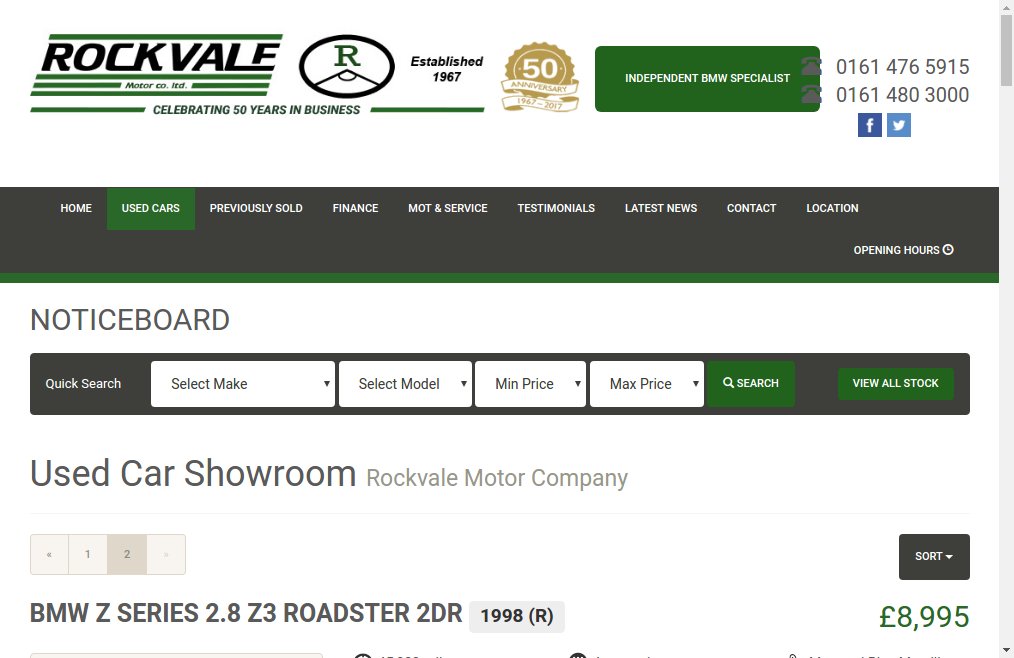 ROCKVALE
Motor co. ltd.
CELEBRATING 50 YEARS IN BUSINESS
R
Established
1967
50
ANNIVERSARY
1967 – 2017
INDEPENDENT BMW SPECIALIST
0161 476 5915
0161 480 3000
HOME
USED CARS
PREVIOUSLY SOLD
FINANCE
MOT & SERVICE
TESTIMONIALS
LATEST NEWS
CONTACT
LOCATION
OPENING HOURS
NOTICEBOARD
Quick Search
Select Make
Select Model
Min Price
Max Price
SEARCH
VIEW ALL STOCK
Used Car Showroom Rockvale Motor Company
« 1 2 »
SORT
BMW Z SERIES 2.8 Z3 ROADSTER 2DR 1998 (R)
£8,995